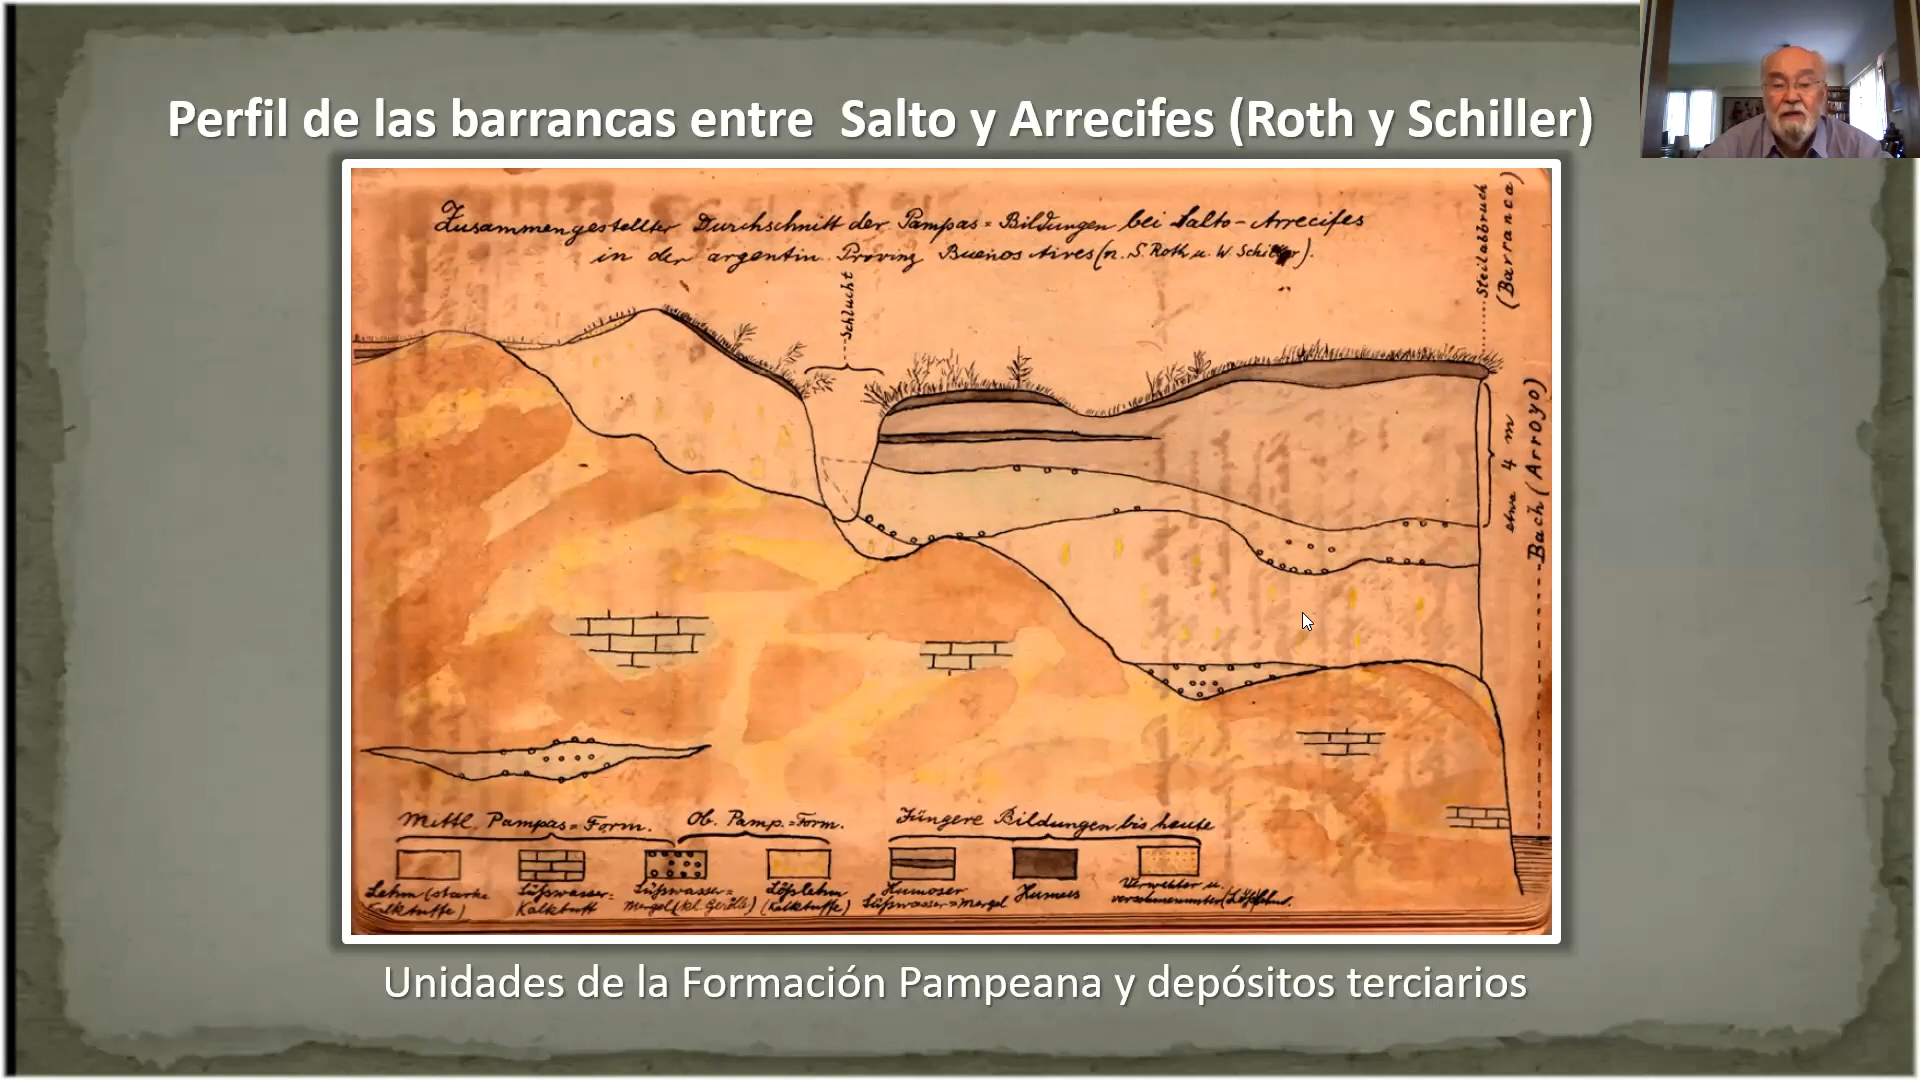 Perfil de las barrancas entre Salto y Arrecifes (Roth y Schiller)
Zusammengestellter Durchschnitt der Pampas=Bildungen bei Salto-Arrecifes
in der argentin. Provinz Buenos Aires (n. S. Roth u. W. Schiller).
Schlucht
Steilabbruch
(Barranca)
etwa 4 m
Bach (Arroyo)
Mittl. Pampas=Form.
Ob. Pamp.=Form.
Jüngere Bildungen bis heute
Lehm (starke
Kalktuffe)
Süßwasser=
Kalktuff
Süßwasser=
Mergel (kl. Gerölle)
Lößlehm
(Kalktuffe)
Humoser
Süßwasser=Mergel
Humus
Verwehter u.
Unidades de la Formación Pampeana y depósitos terciarios